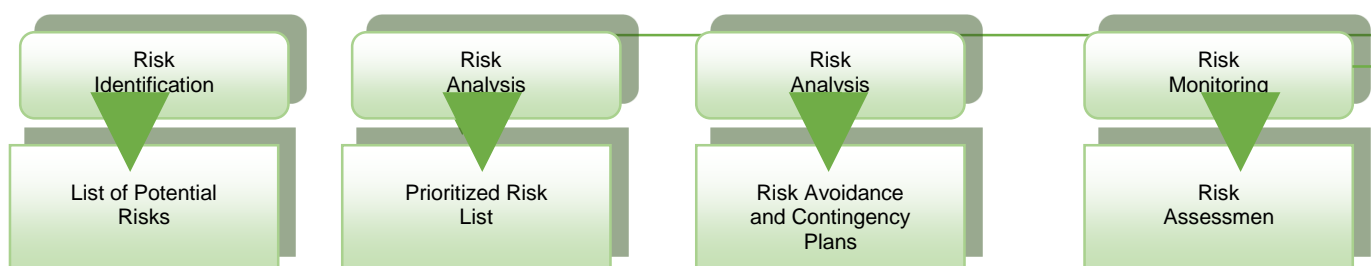 Risk
Identification
Risk
Analysis
Risk
Analysis
Risk
Monitoring
List of Potential
Risks
Prioritized Risk
List
Risk Avoidance
and Contingency
Plans
Risk
Assessmen